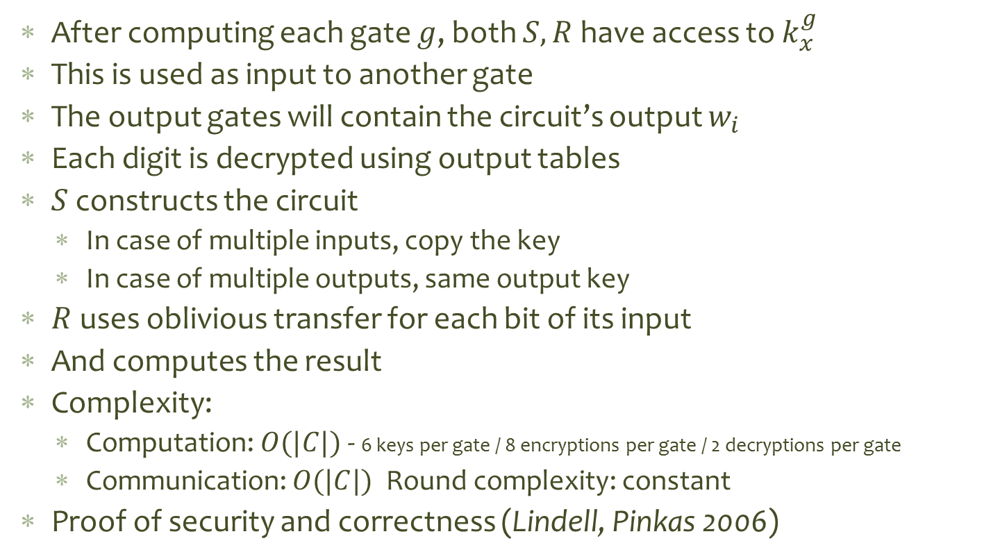 * After computing each gate g, both S, R have access to k_x^g
* This is used as input to another gate
* The output gates will contain the circuit’s output w_i
* Each digit is decrypted using output tables
* S constructs the circuit
* In case of multiple inputs, copy the key
* In case of multiple outputs, same output key
* R uses oblivious transfer for each bit of its input
* And computes the result
* Complexity:
* Computation: O(|C|) - 6 keys per gate / 8 encryptions per gate / 2 decryptions per gate
* Communication: O(|C|) Round complexity: constant
* Proof of security and correctness (Lindell, Pinkas 2006)